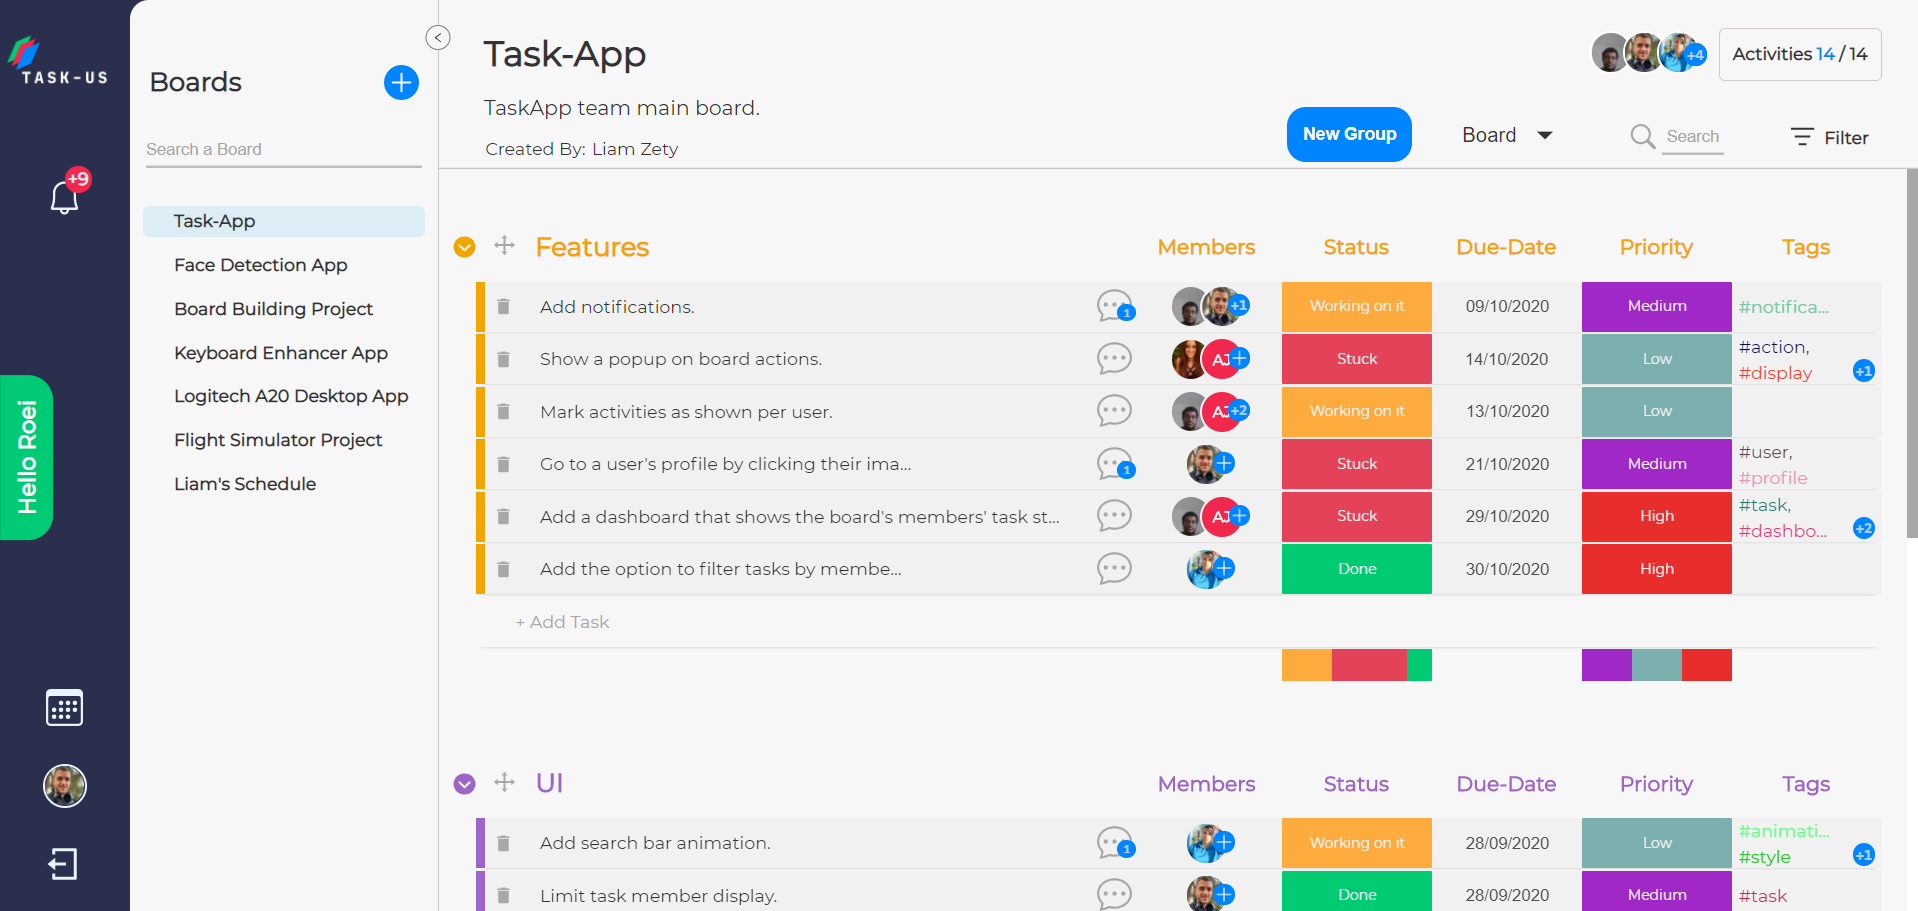 TASK-US
+9
Hello Roei
Boards
Search a Board
Task-App
Face Detection App
Board Building Project
Keyboard Enhancer App
Logitech A20 Desktop App
Flight Simulator Project
Liam's Schedule
Task-App
TaskApp team main board.
Created By: Liam Zety
+4
Activities 14 / 14
New Group
Board
Search
Filter
Features Members Status Due-Date Priority Tags
Add notifications. 1 +1 Working on it 09/10/2020 Medium #notifica...
Show a popup on board actions. AJ Stuck 14/10/2020 Low #action,
#display +1
Mark activities as shown per user. AJ +2 Working on it 13/10/2020 Low
Go to a user's profile by clicking their ima... 1 Stuck 21/10/2020 Medium #user,
#profile
Add a dashboard that shows the board's members' task st... AJ Stuck 29/10/2020 High #task,
#dashbo... +2
Add the option to filter tasks by membe... Done 30/10/2020 High
+ Add Task
UI Members Status Due-Date Priority Tags
Add search bar animation. 1 Working on it 28/09/2020 Low #animati...
#style +1
Limit task member display. Done 28/09/2020 Medium #task